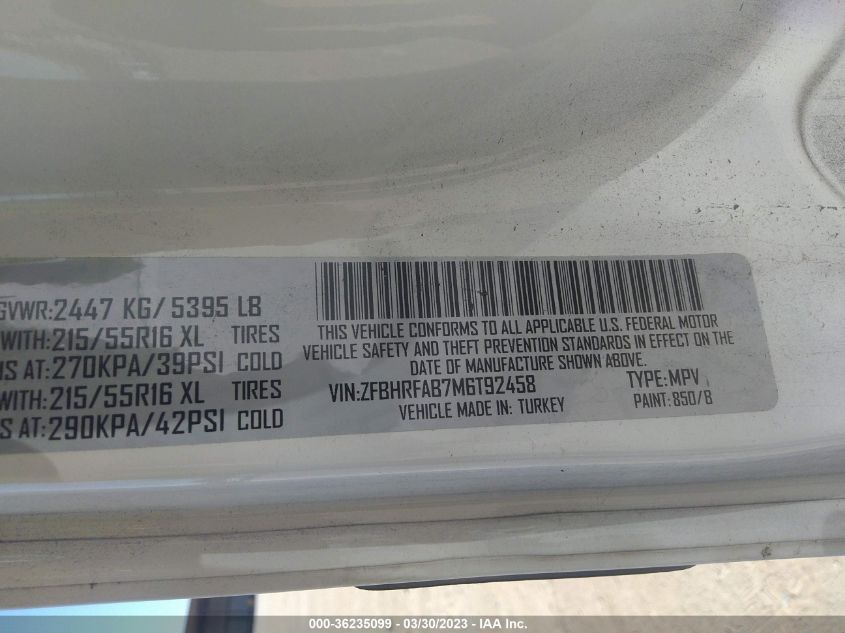 GVWR:2447 KG/ 5395 LB
WITH:215/55R16 XL TIRES
AT:270KPA/39PSI COLD
WITH:215/55R16 XL TIRES
S AT:290KPA/42PSI COLD
THIS VEHICLE CONFORMS TO ALL APPLICABLE U.S. FEDERAL MOTOR
VEHICLE SAFETY AND THEFT PREVENTION STANDARDS IN EFFECT ON THE
DATE OF MANUFACTURE SHOWN ABOVE.
VIN:ZFBHRFAB7M6T92458 TYPE:MPV
VEHICLE MADE IN: TURKEY PAINT: 850/B
000-36235099 - 03/30/2023 - IAA Inc.